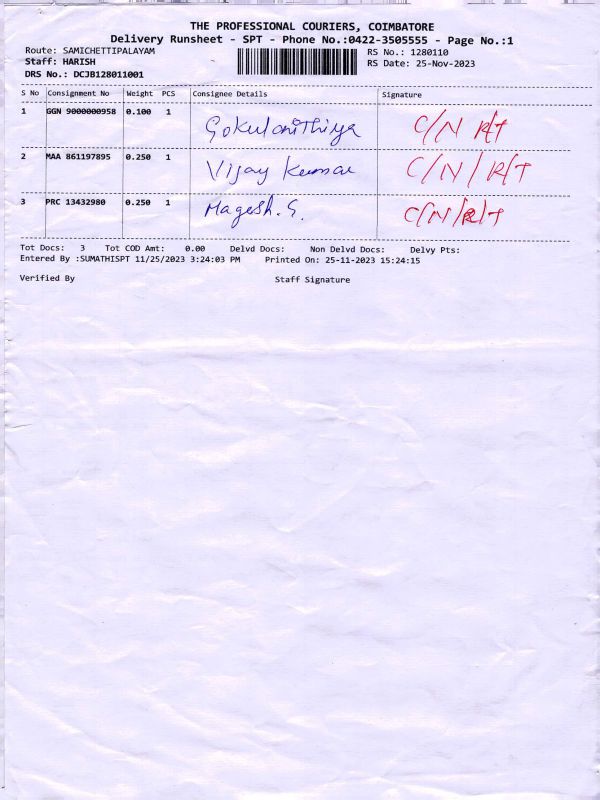 THE PROFESSIONAL COURIERS, COIMBATORE
Delivery Runsheet - SPT - Phone No.:0422-3505555 - Page No.:1
Route: SAMICHETTIPALAYAM RS No.: 1280110
Staff: HARISH RS Date: 25-Nov-2023
DRS No.: DCJB128011001
S No Consignment No Weight PCS Consignee Details Signature
1 GGN 9000000958 0.100 1 Gokulanithiya C/N R/T
2 MAA 861197895 0.250 1 Vijay Kumar C/N/R/T
3 PRC 13432980 0.250 1 Magesh.S. C/N/R/T
Tot Docs: 3 Tot COD Amt: 0.00 Delvd Docs: Non Delvd Docs: Delvy Pts:
Entered By :SUMATHISPT 11/25/2023 3:24:03 PM Printed On: 25-11-2023 15:24:15
Verified By Staff Signature